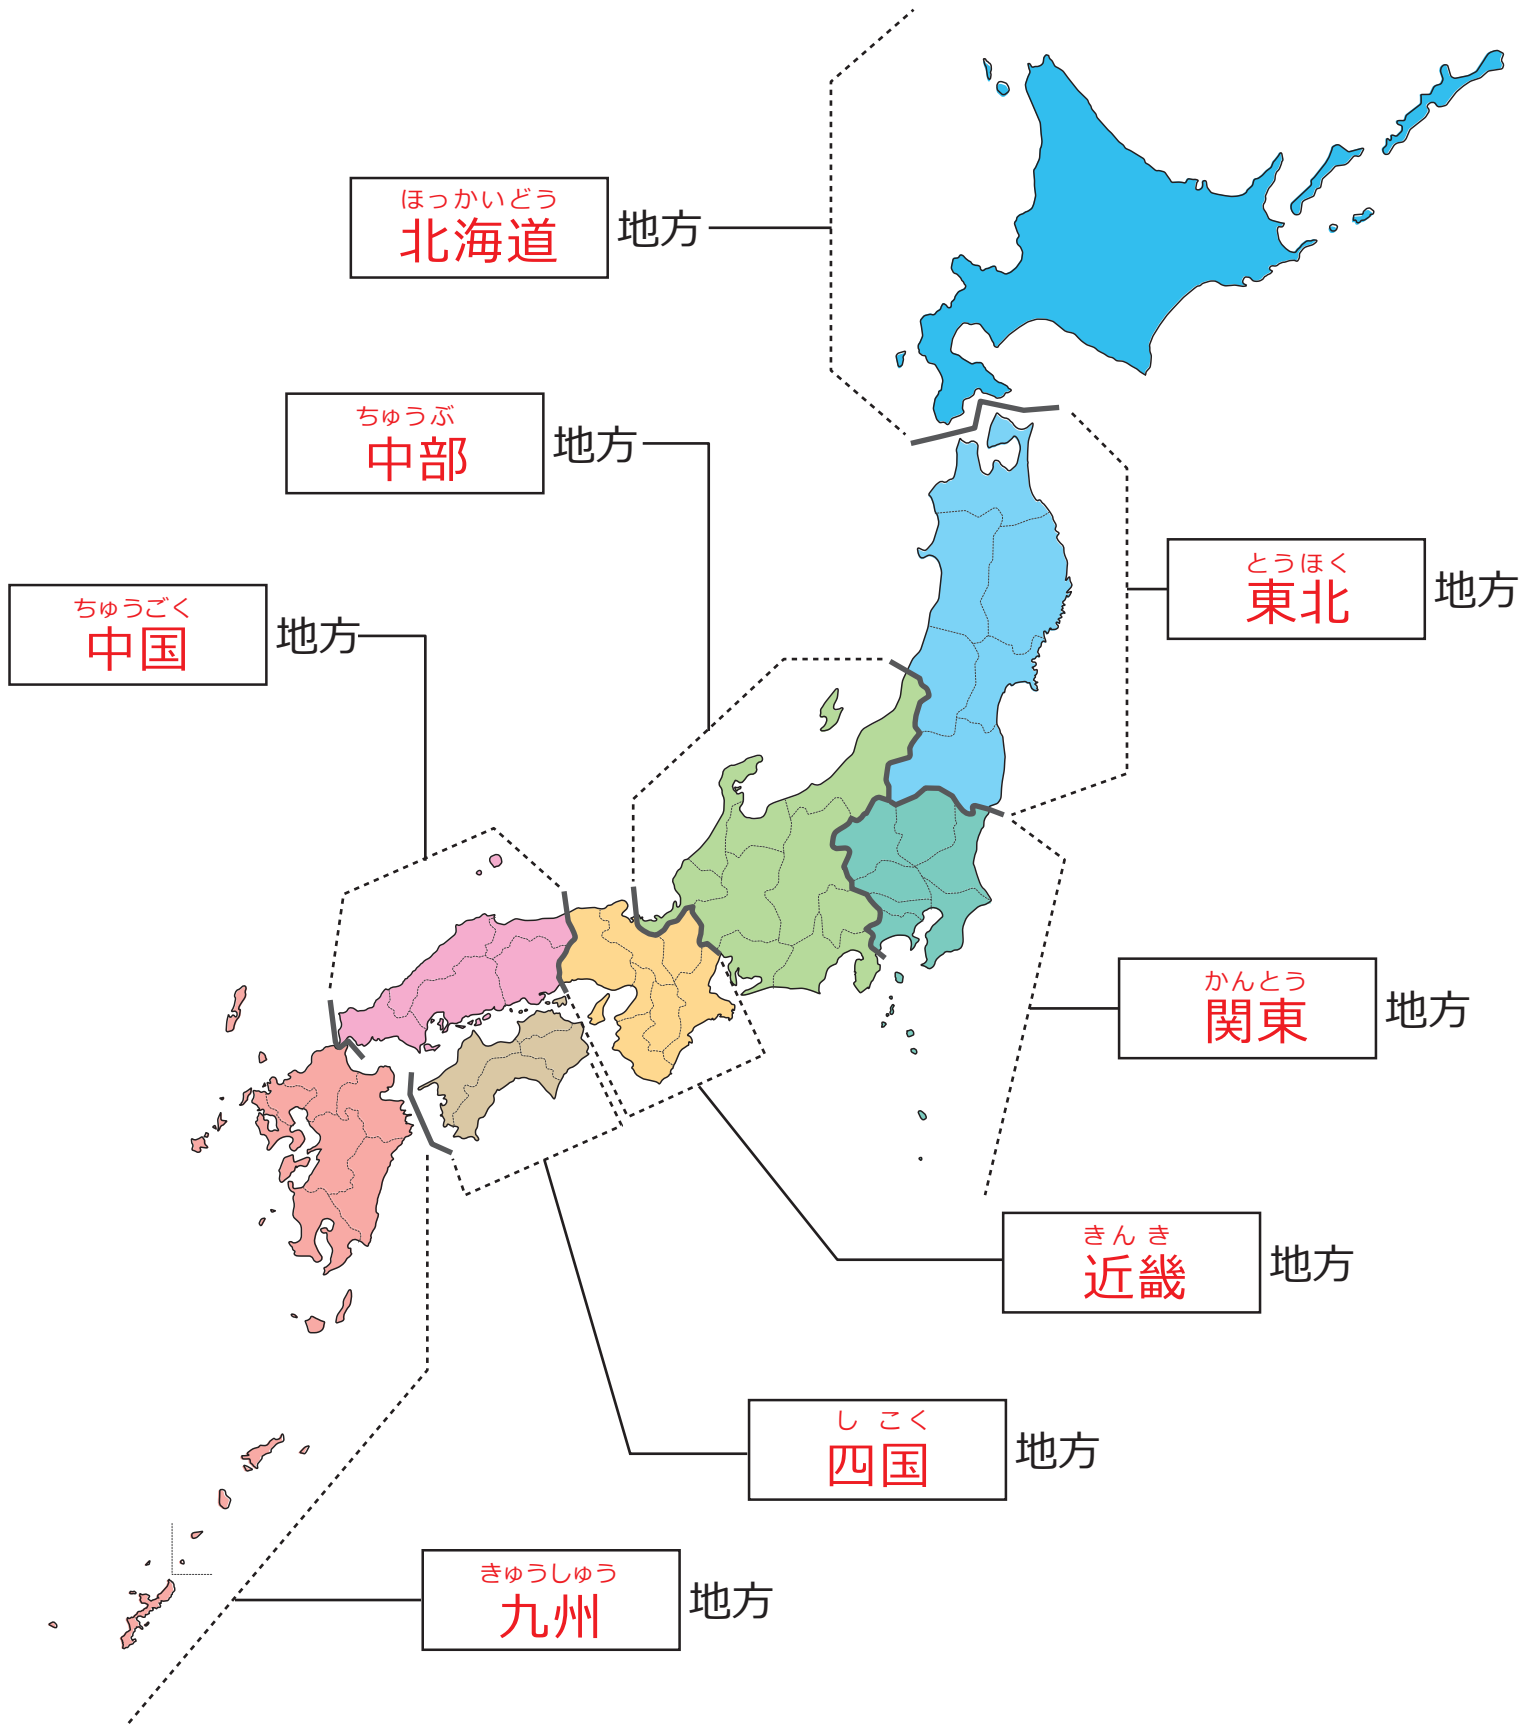 ほっかいどう
北海道 地方
ちゅうぶ
中部 地方
とうほく
東北 地方
ちゅうごく
中国 地方
かんとう
関東 地方
きんき
近畿 地方
しこく
四国 地方
きゅうしゅう
九州 地方